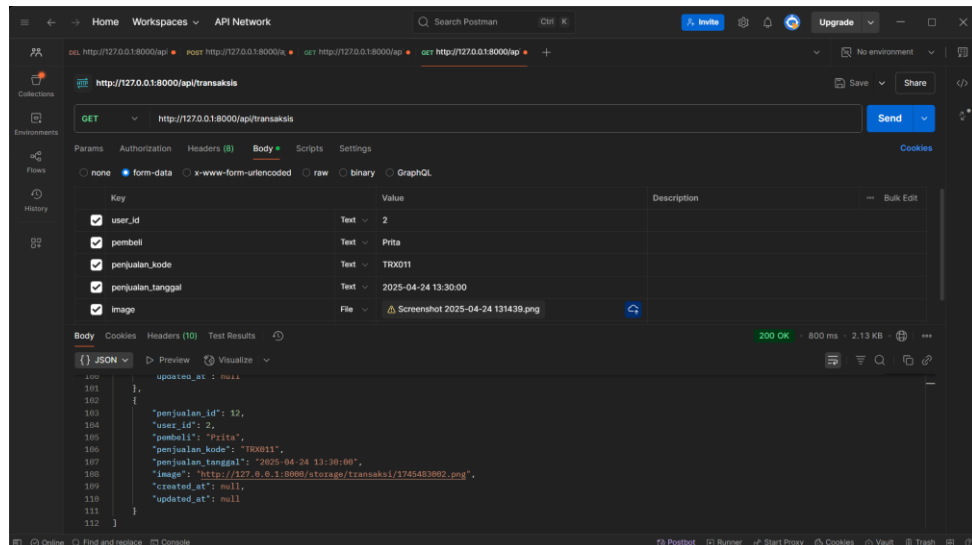 Home Workspaces API Network Search Postman Ctrl K Invite Upgrade
DEL http://127.0.0.1:8000/api POST http://127.0.0.1:8000/a GET http://127.0.0.1:8000/ap GET http://127.0.0.1:8000/ap No environment
HTTP http://127.0.0.1:8000/api/transaksis Save Share
Collections
GET http://127.0.0.1:8000/api/transaksis Send
Environments
Params Authorization Headers (8) Body Scripts Settings Cookies
Flows
none form-data x-www-form-urlencoded raw binary GraphQL
History
Key Value Description Bulk Edit
user_id Text 2
pembeli Text Prita
penjualan_kode Text TRX011
penjualan_tanggal Text 2025-04-24 13:30:00
image File Screenshot 2025-04-24 131439.png
Body Cookies Headers (10) Test Results 200 OK 800 ms 2.13 KB
{} JSON Preview Visualize
100 "updated_at": null
101 },
102 {
103 "penjualan_id": 12,
104 "user_id": 2,
105 "pembeli": "Prita",
106 "penjualan_kode": "TRX011",
107 "penjualan_tanggal": "2025-04-24 13:30:00",
108 "image": "http://127.0.0.1:8000/storage/transaksi/1745483002.png",
109 "created_at": null,
110 "updated_at": null
111 }
112 ]
Online Find and replace Console Postbot Runner Start Proxy Cookies Vault Trash